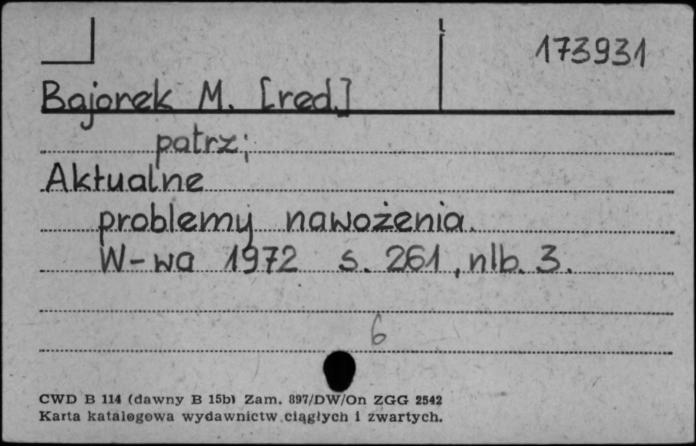 173931
Bajorek M. [red.]
patrz;
Aktualne
problemy nawożenia.
W-wa 1972 s. 261, nlb. 3.
6
CWD B 114 (dawny B 15b) Zam. 897/DW/On ZGG 2542
Karta katalogowa wydawnictw ciągłych i zwartych.